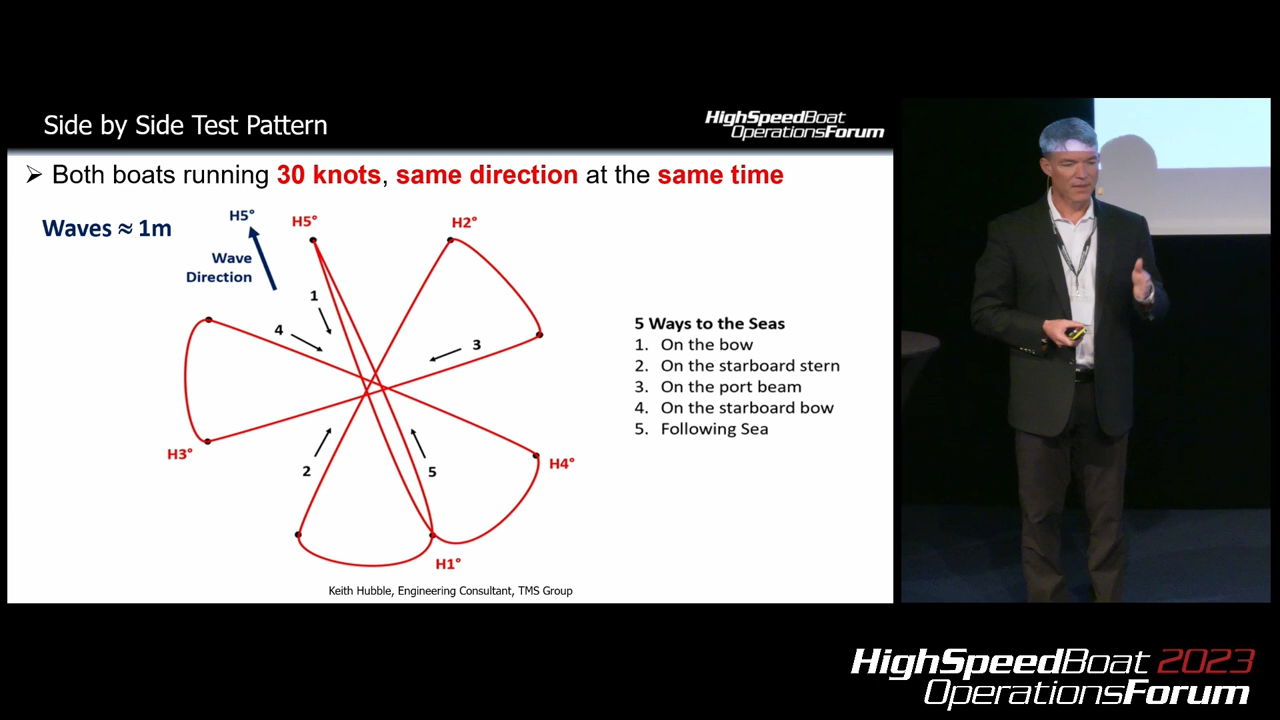 Side by Side Test Pattern
HighSpeedBoat
OperationsForum
➢ Both boats running 30 knots, same direction at the same time
Waves ≈ 1m
H5°
Wave
Direction
H5°
H2°
1
4
3
H3°
2
5
H4°
H1°
5 Ways to the Seas
1. On the bow
2. On the starboard stern
3. On the port beam
4. On the starboard bow
5. Following Sea
Keith Hubble, Engineering Consultant, TMS Group
HighSpeedBoat 2023
OperationsForum